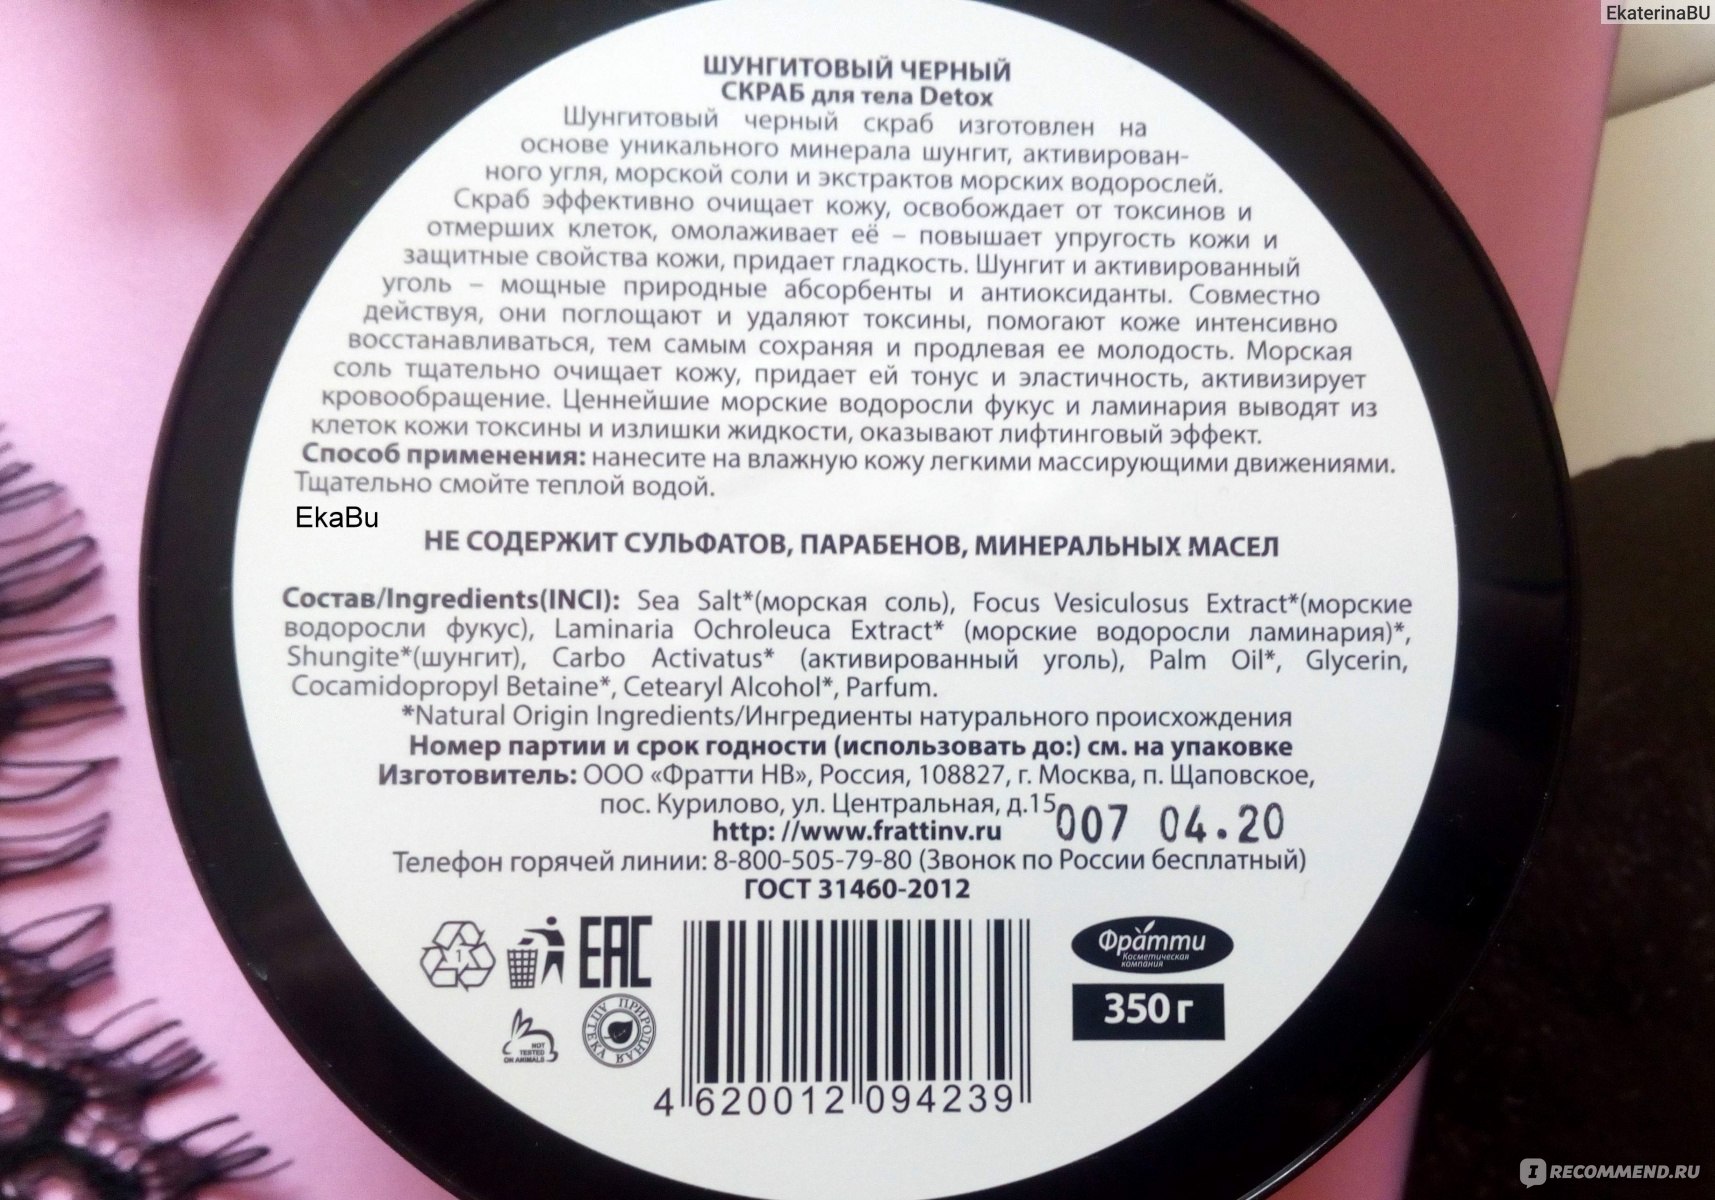 EkaterinaBU
ШУНГИТОВЫЙ ЧЕРНЫЙ
СКРАБ для тела Detox
Шунгитовый черный скраб изготовлен на
основе уникального минерала шунгит, активирован-
ного угля, морской соли и экстрактов морских водорослей.
Скраб эффективно очищает кожу, освобождает от токсинов и
отмерших клеток, омолаживает её – повышает упругость кожи и
защитные свойства кожи, придает гладкость. Шунгит и активированный
уголь – мощные природные абсорбенты и антиоксиданты. Совместно
действуя, они поглощают и удаляют токсины, помогают коже интенсивно
восстанавливаться, тем самым сохраняя и продлевая ее молодость. Морская
соль тщательно очищает кожу, придает ей тонус и эластичность, активизирует
кровообращение. Ценнейшие морские водоросли фукус и ламинария выводят из
клеток кожи токсины и излишки жидкости, оказывают лифтинговый эффект.
Способ применения: нанесите на влажную кожу легкими массирующими движениями.
Тщательно смойте теплой водой.
EkaBu
НЕ СОДЕРЖИТ СУЛЬФАТОВ, ПАРАБЕНОВ, МИНЕРАЛЬНЫХ МАСЕЛ
Состав/Ingredients(INCI): Sea Salt*(морская соль), Focus Vesiculosus Extract*(морские
водоросли фукус), Laminaria Ochroleuca Extract* (морские водоросли ламинария)*,
Shungite*(шунгит), Carbo Activatus* (активированный уголь), Palm Oil*, Glycerin,
Cocamidopropyl Betaine*, Cetearyl Alcohol*, Parfum.
*Natural Origin Ingredients/Ингредиенты натурального происхождения
Номер партии и срок годности (использовать до:) см. на упаковке
Изготовитель: ООО «Фратти НВ», Россия, 108827, г. Москва, п. Щаповское,
пос. Курилово, ул. Центральная, д.15
007 04.20
http: //www.frattinv.ru
Телефон горячей линии: 8-800-505-79-80 (Звонок по России бесплатный)
ГОСТ 31460-2012
1
EAC
Фратти
Косметическая
компания
350 г
NOT
TESTED
ON ANIMALS
ПРИРОДНАЯ АПТЕКА
4 620012 094239
IRECOMMEND.RU